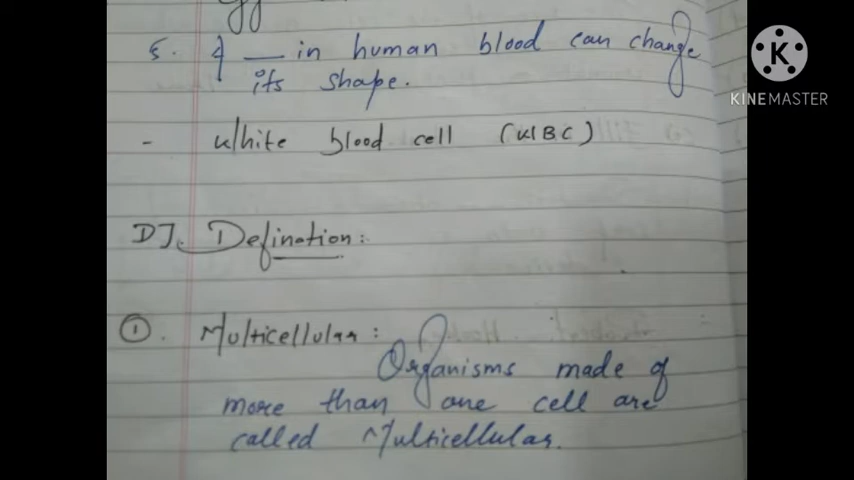 5. A — in human blood can change
its shape.
- White blood cell (WBC)
D]. Defination:
①. Multicellular:
Organisms made of
more than one cell are
called Multicellular.
K
KINEMASTER